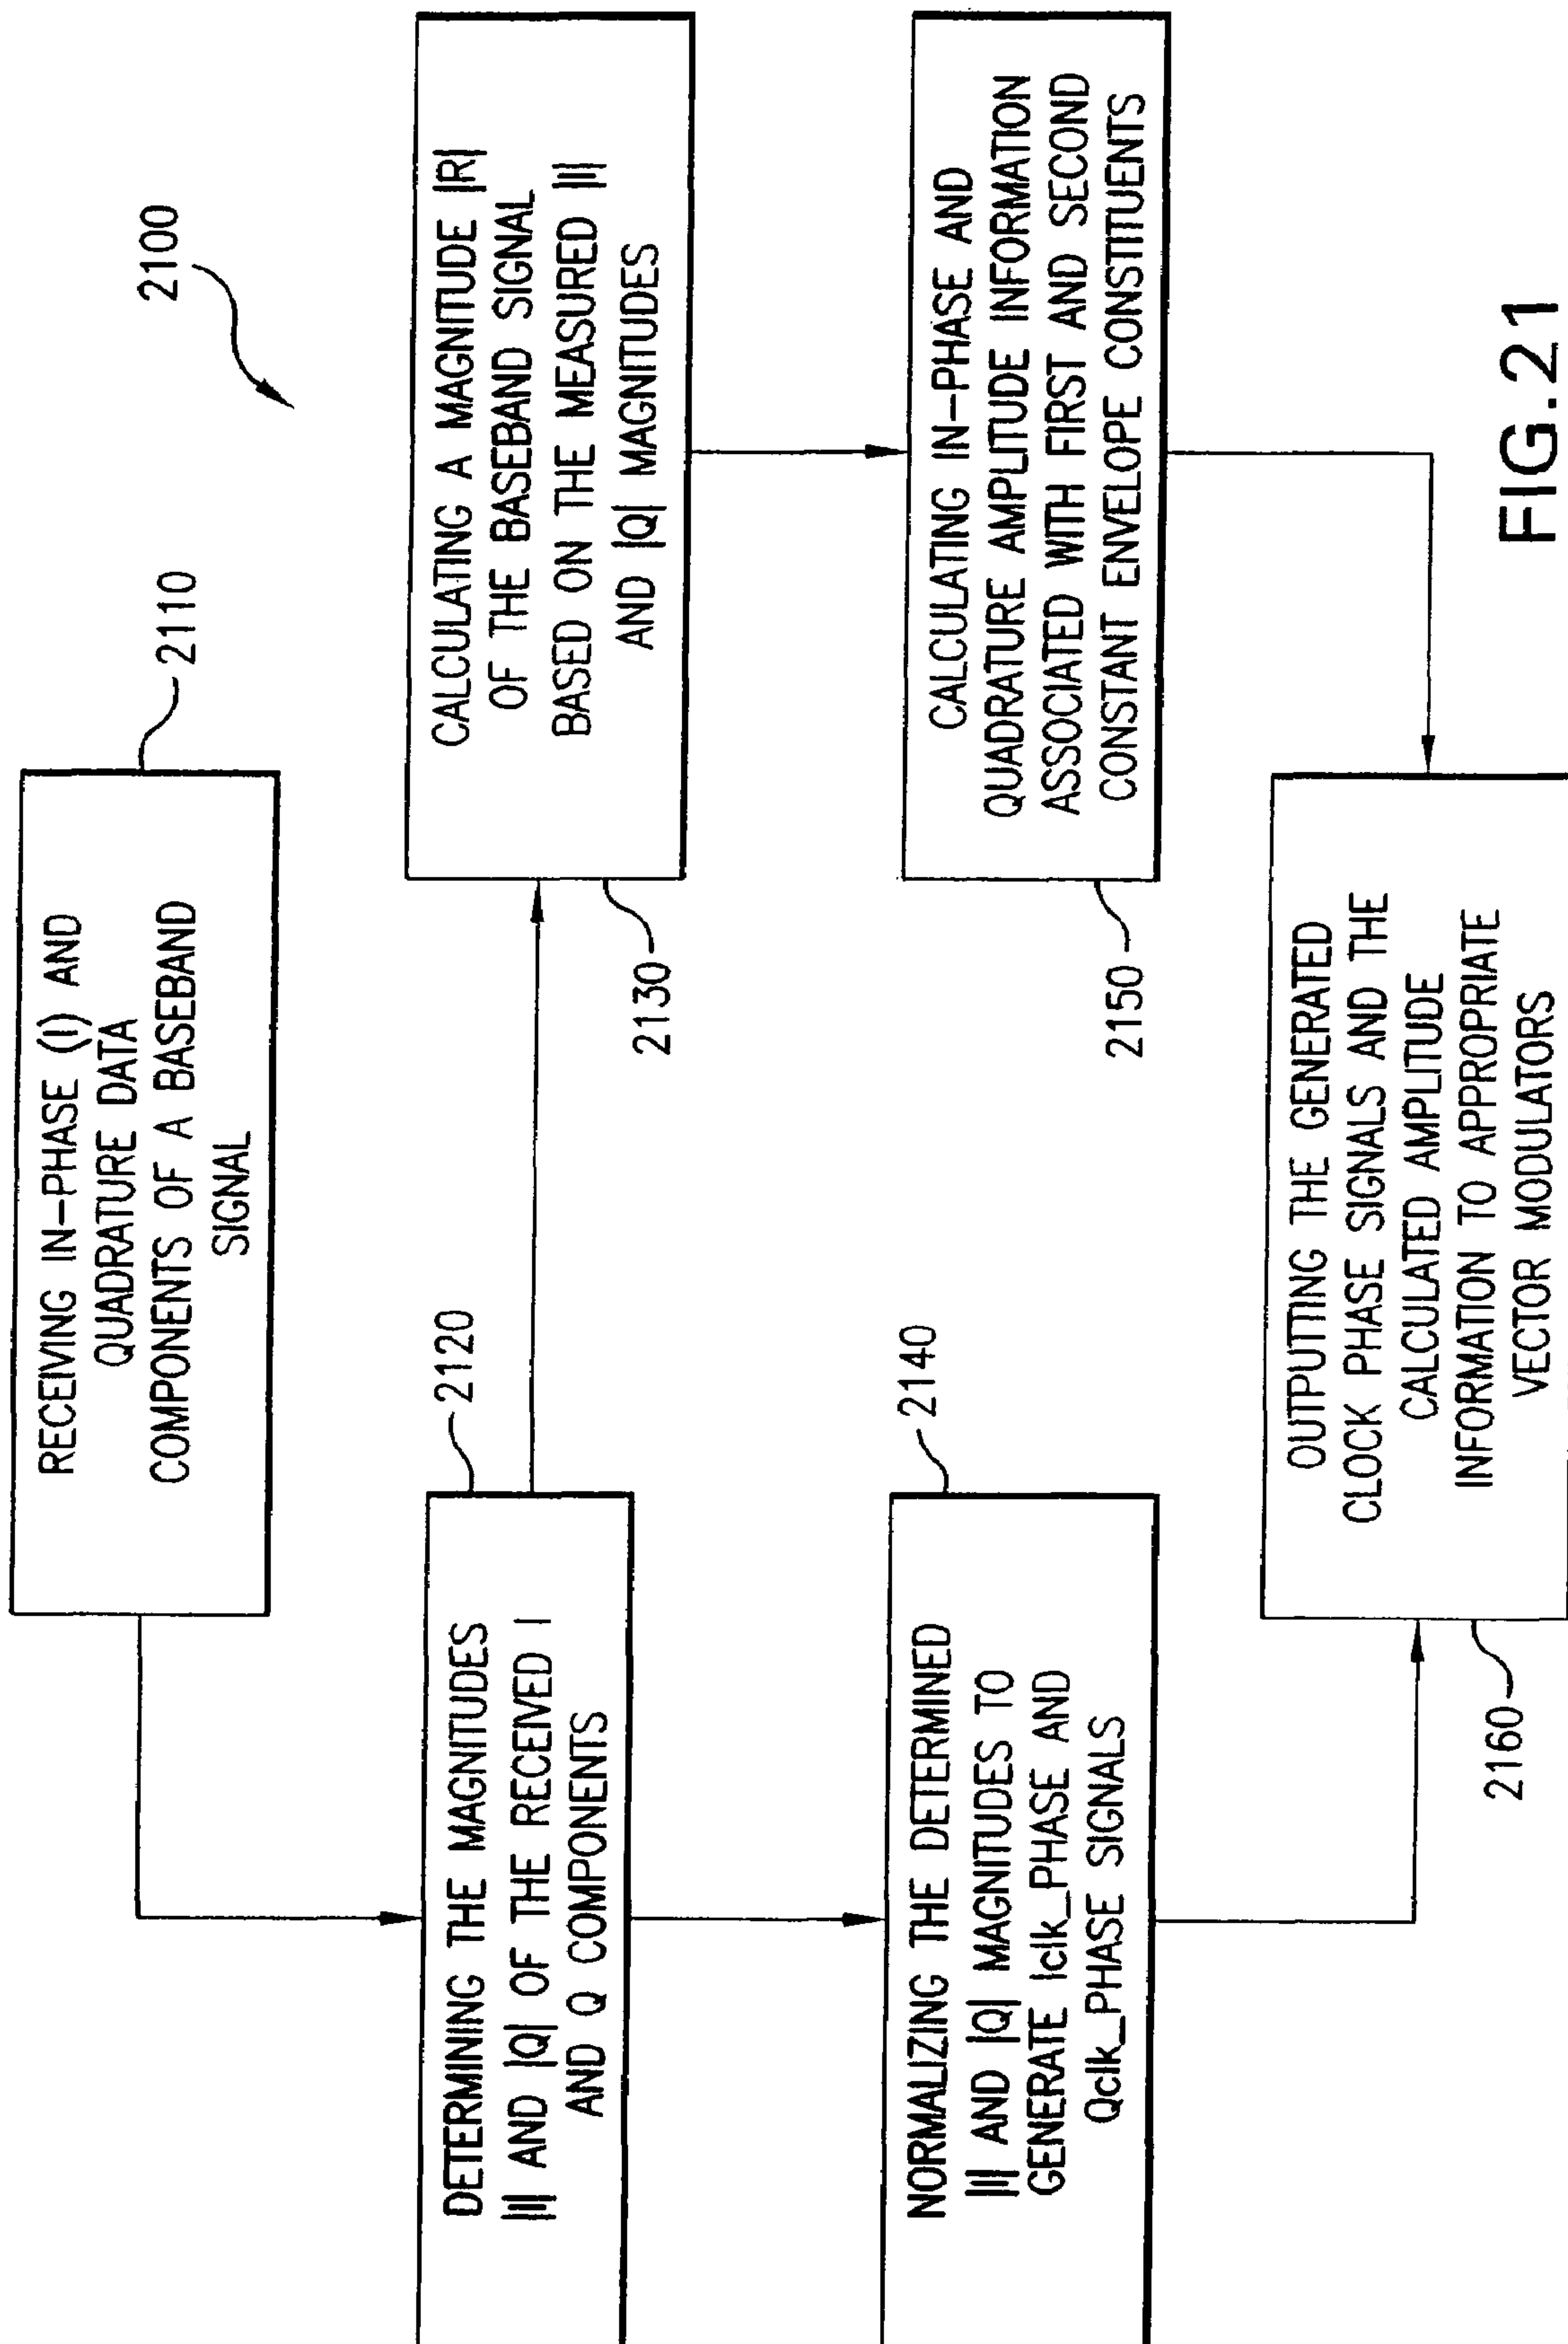 2100
RECEIVING IN-PHASE (I) AND
QUADRATURE DATA
COMPONENTS OF A BASEBAND
SIGNAL
2110
DETERMINING THE MAGNITUDES
|I| AND |Q| OF THE RECEIVED I
AND Q COMPONENTS
2120
CALCULATING A MAGNITUDE |R|
OF THE BASEBAND SIGNAL
BASED ON THE MEASURED |I|
AND |Q| MAGNITUDES
2130
NORMALIZING THE DETERMINED
|I| AND |Q| MAGNITUDES TO
GENERATE Iclk_PHASE AND
Qclk_PHASE SIGNALS
2140
CALCULATING IN-PHASE AND
QUADRATURE AMPLITUDE INFORMATION
ASSOCIATED WITH FIRST AND SECOND
CONSTANT ENVELOPE CONSTITUENTS
2150
OUTPUTTING THE GENERATED
CLOCK PHASE SIGNALS AND THE
CALCULATED AMPLITUDE
INFORMATION TO APPROPRIATE
VECTOR MODULATORS
2160
FIG.21